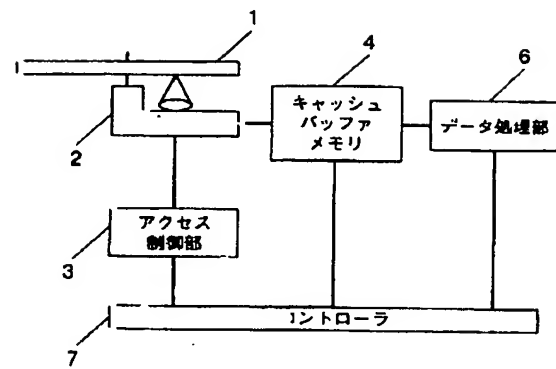 1
4
6
キャッシュ
バッファ
メモリ
データ処理部
2
アクセス
制御部
3
コントローラ
7